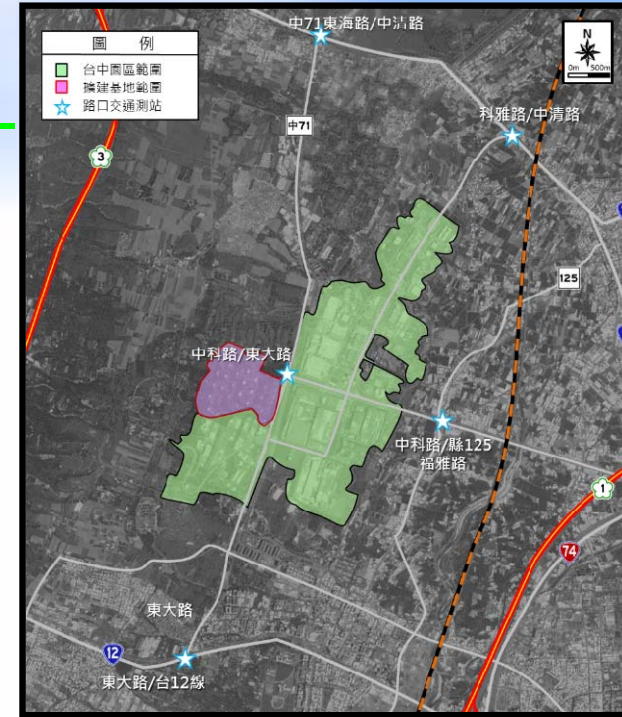 中71東海路/中清路
圖 例
台中園區範圍
擴建基地範圍
路口交通測站
N
0m 500m
科雅路/中清路
中71
3
125
中科路/東大路
中科路/縣125
福雅路
1
74
東大路
12
東大路/台12線